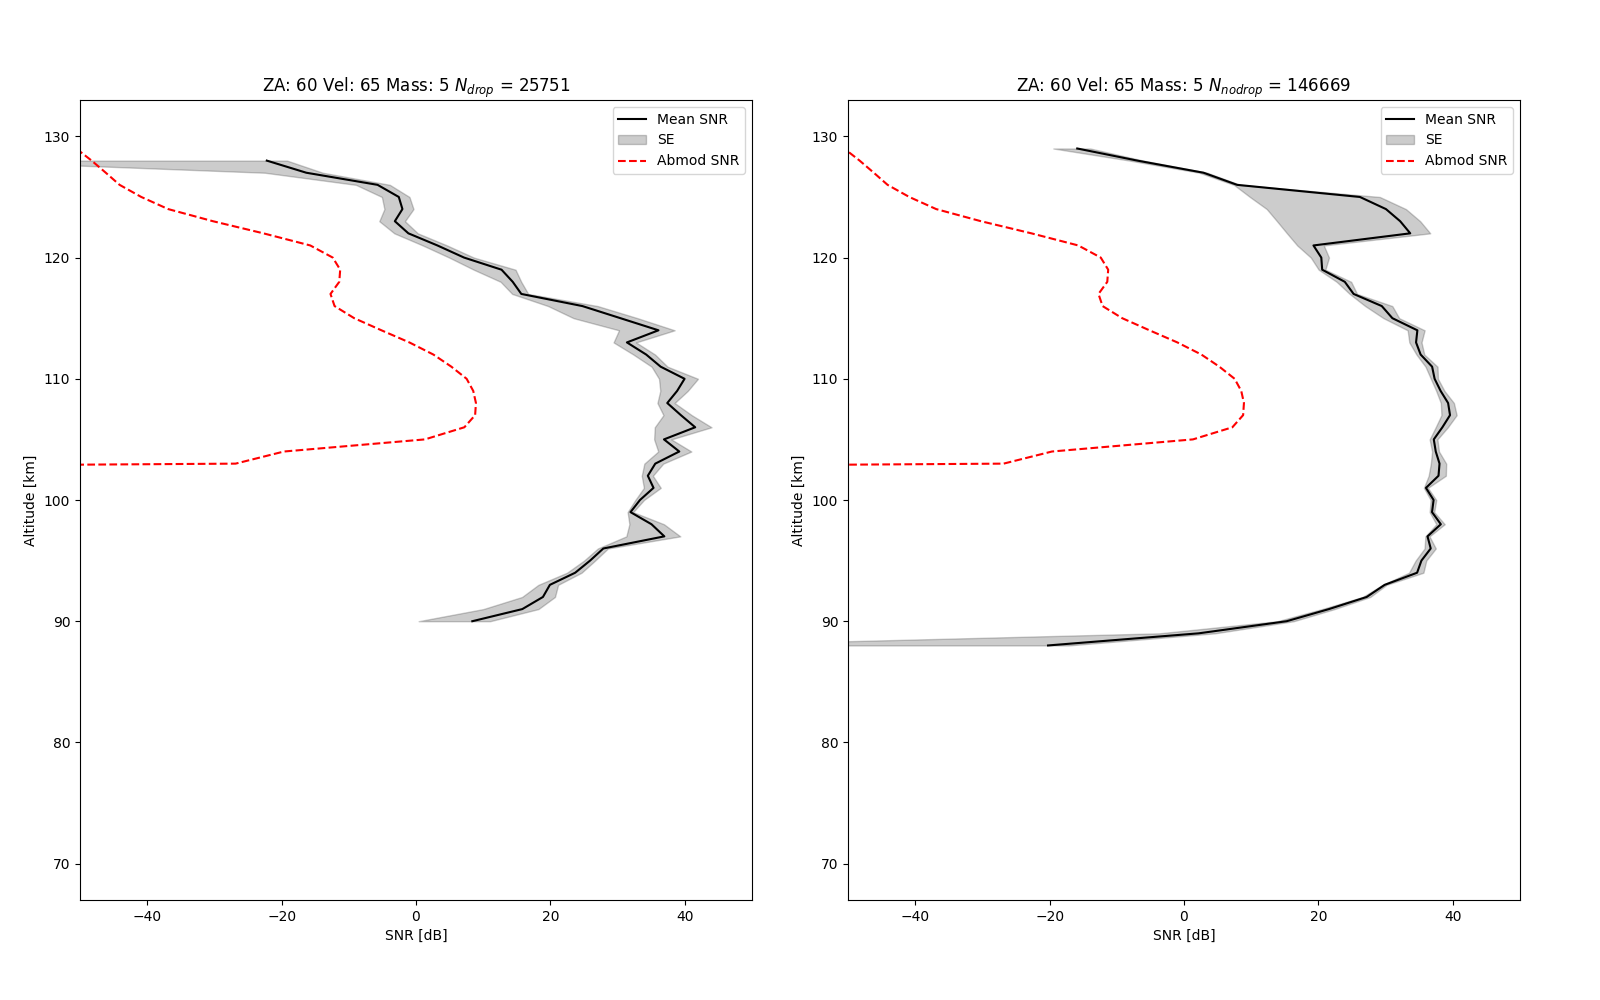 ZA: 60 Vel: 65 Mass: 5 N_drop = 25751
Mean SNR
SE
Abmod SNR
130
120
110
100
90
80
70
Altitude [km]
−40
−20
0
20
40
SNR [dB]
ZA: 60 Vel: 65 Mass: 5 N_nodrop = 146669
Mean SNR
SE
Abmod SNR
130
120
110
100
90
80
70
Altitude [km]
−40
−20
0
20
40
SNR [dB]